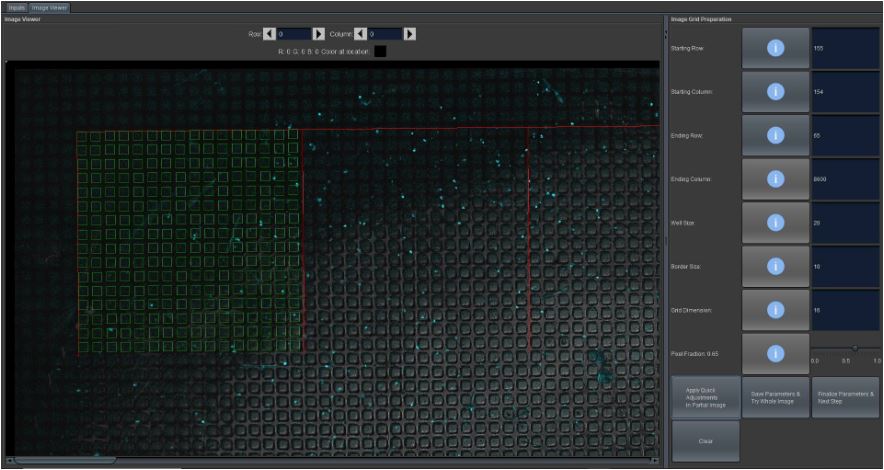 Inputs Image Viewer
Image Viewer
Row: 0 Column: 0
R: 0 G: 0 B: 0 Color at location:
Image Grid Preparation
Starting Row: 155
Starting Column: 154
Ending Row: 65
Ending Column: 8600
Well Size: 28
Border Size: 18
Grid Dimension: 16
Pixel Fraction: 0.65
0.0 0.5 1.0
Apply Quick
Adjustments
In Partial Image
Save Parameters &
Try Whole Image
Finalize Parameters &
Next Step
Clear